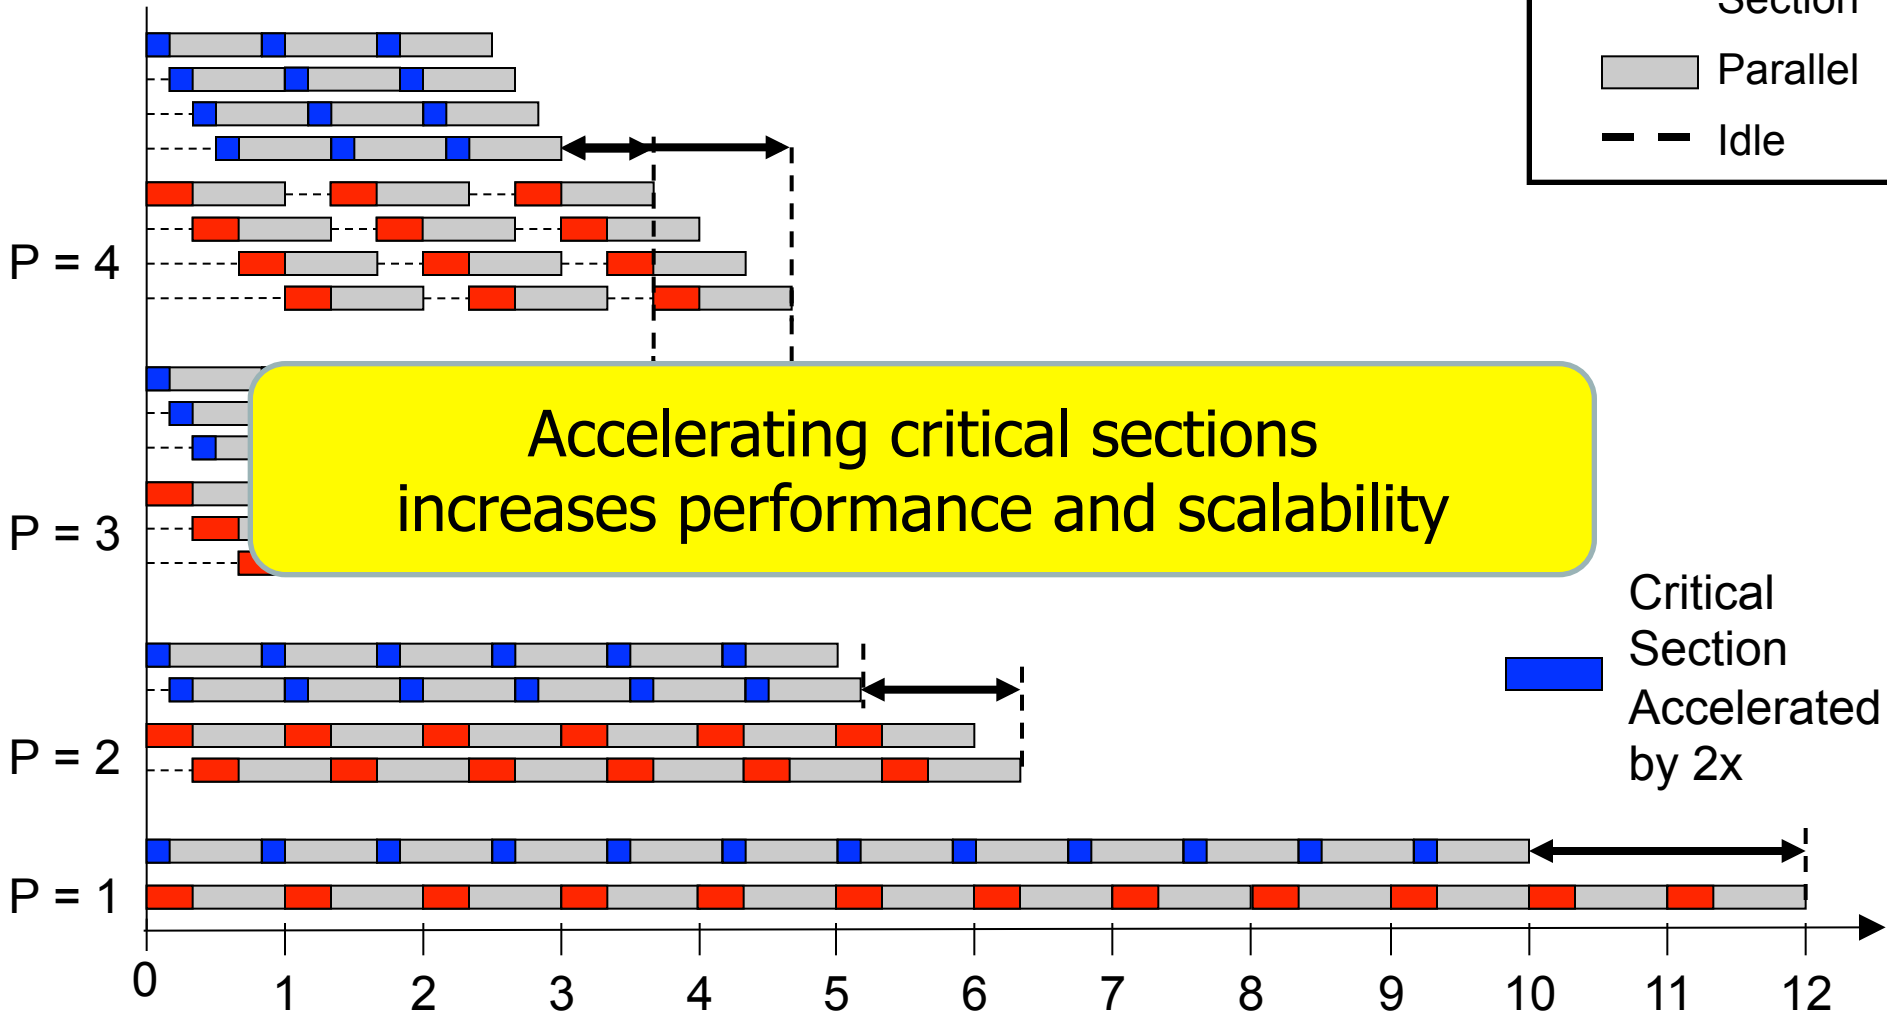 Section
Parallel
Idle
P = 4
Accelerating critical sections
increases performance and scalability
P = 3
Critical
Section
Accelerated
by 2x
P = 2
P = 1
0 1 2 3 4 5 6 7 8 9 10 11 12